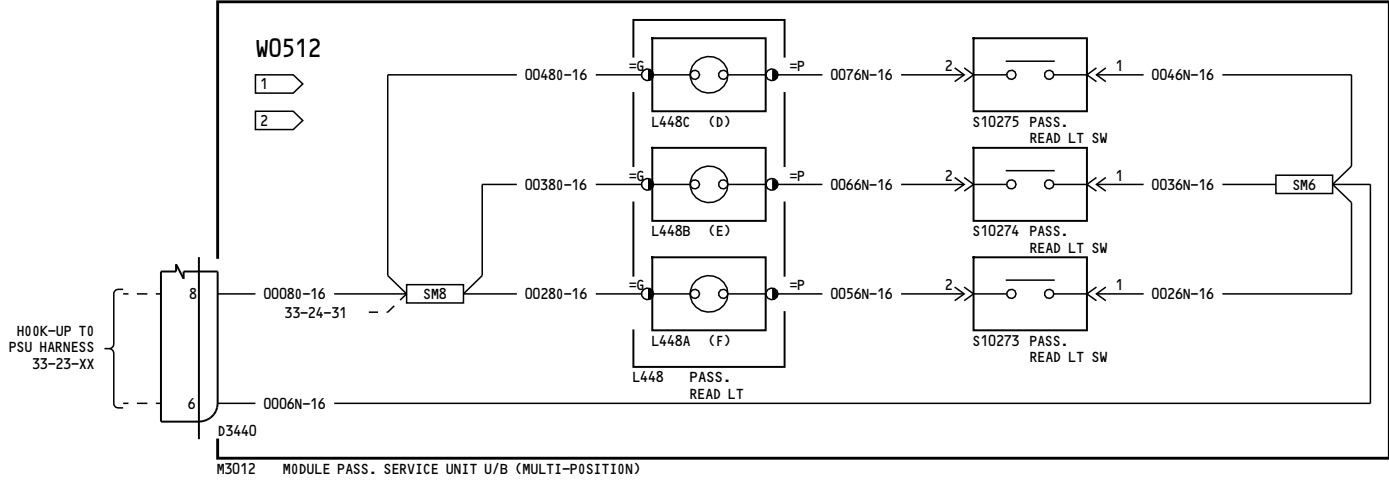 W0512
1
2
00480-16
=G
=P
0076N-16
2
1
0046N-16
L448C (D)
S10275 PASS.
READ LT SW
00380-16
=G
=P
0066N-16
2
1
0036N-16
SM6
L448B (E)
S10274 PASS.
READ LT SW
8
00080-16
SM8
00280-16
=G
=P
0056N-16
2
1
0026N-16
33-24-31
L448A (F)
S10273 PASS.
READ LT SW
HOOK-UP TO
PSU HARNESS
33-23-XX
L448 PASS.
READ LT
6
0006N-16
D3440
M3012 MODULE PASS. SERVICE UNIT U/B (MULTI-POSITION)